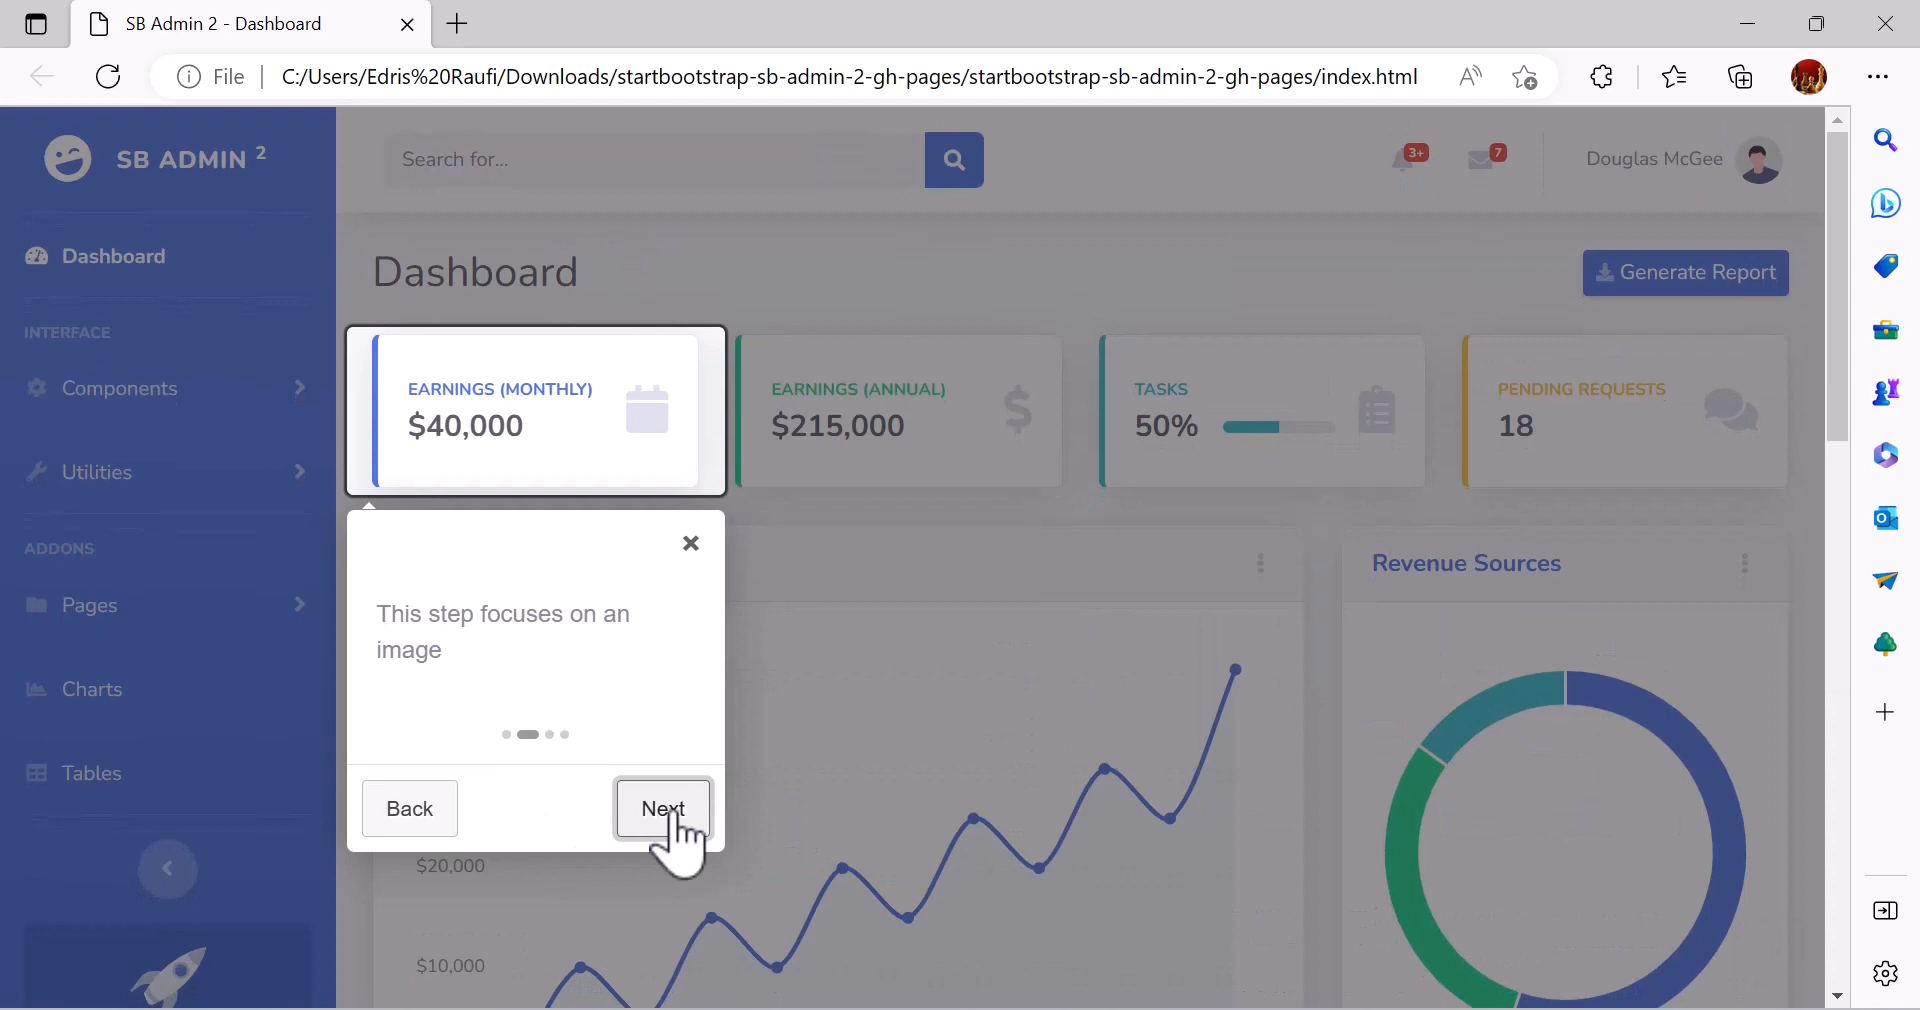 SB Admin 2 - Dashboard
File
C:/Users/Edris%20Raufi/Downloads/startbootstrap-sb-admin-2-gh-pages/startbootstrap-sb-admin-2-gh-pages/index.html
SB ADMIN 2
Search for...
3+
7
Douglas McGee
Dashboard
Dashboard
Generate Report
INTERFACE
Components
Utilities
ADDONS
Pages
Charts
Tables
EARNINGS (MONTHLY)
$40,000
EARNINGS (ANNUAL)
$215,000
TASKS
50%
PENDING REQUESTS
18
This step focuses on an
image
Back
Next
Revenue Sources
$20,000
$10,000